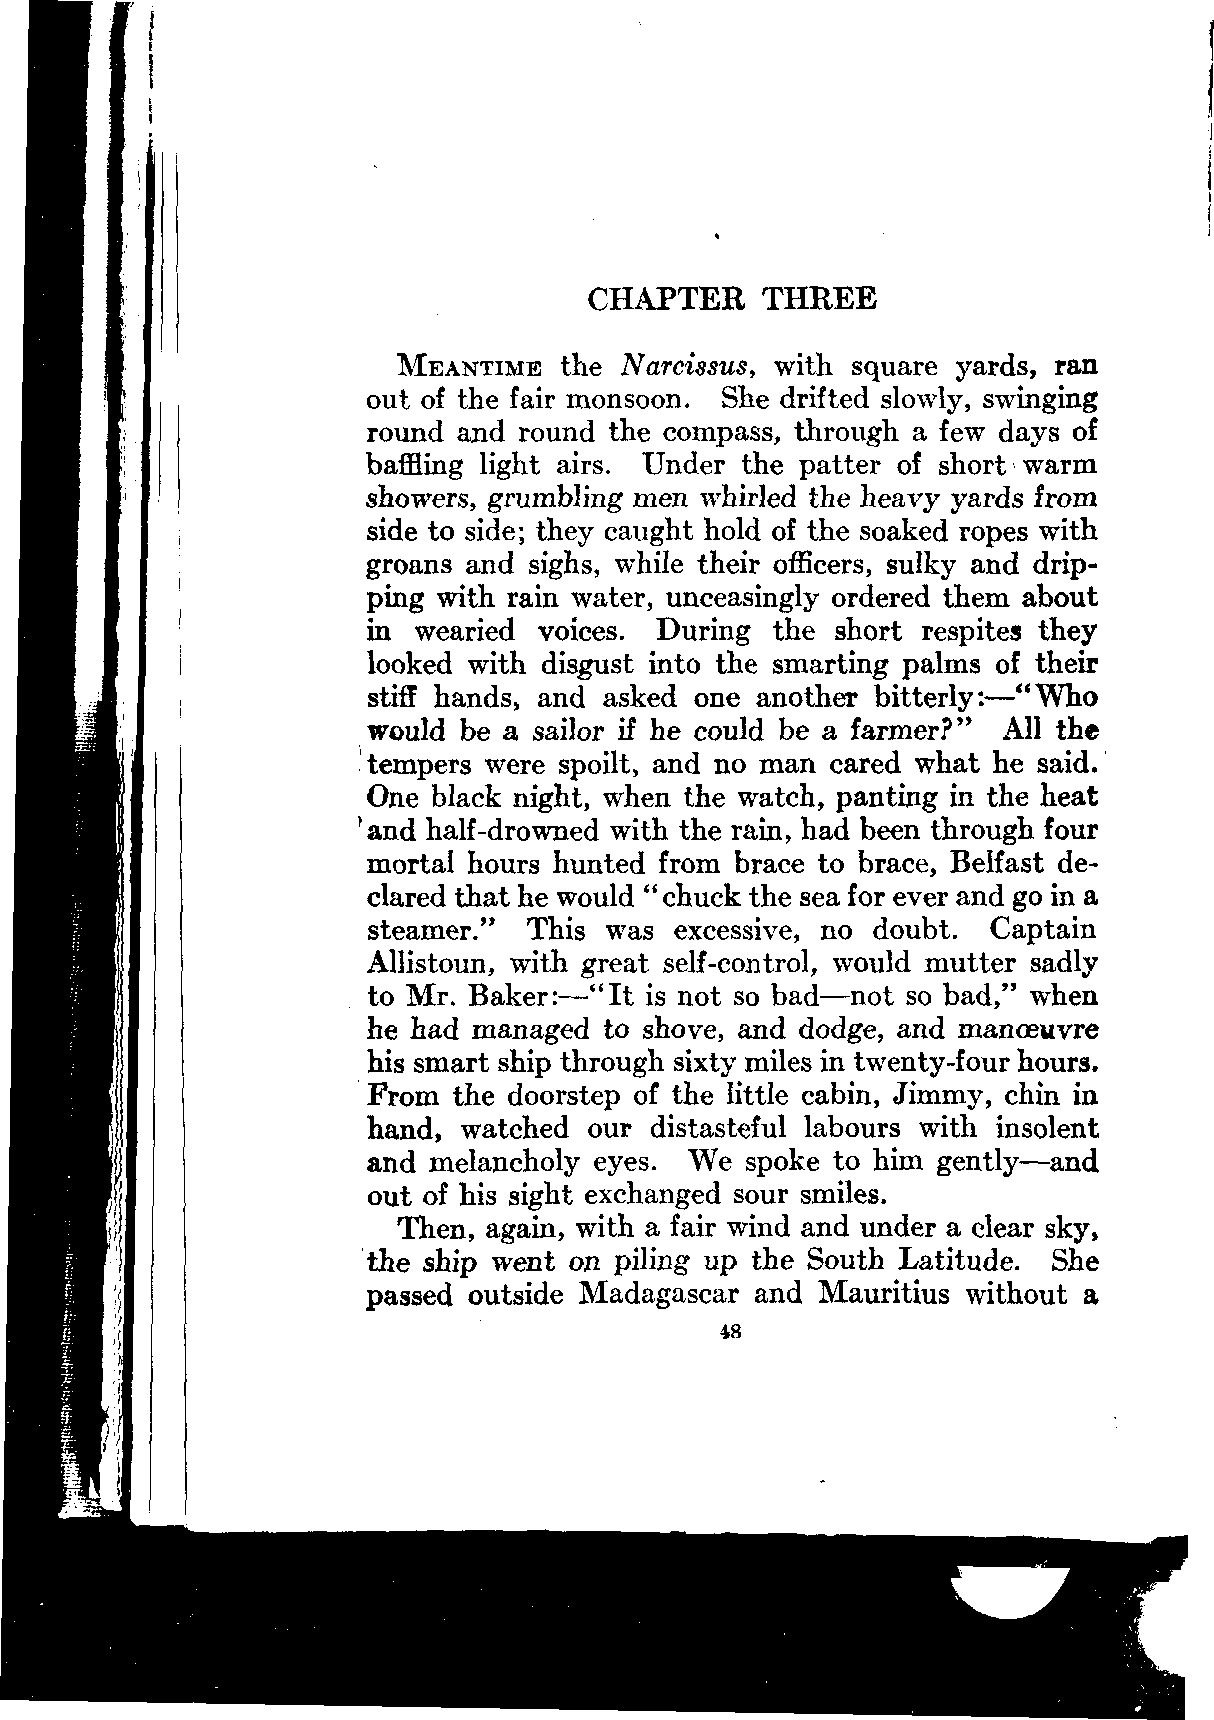 CHAPTER THREE
MEANTIME the Narcissus, with square yards, ran
out of the fair monsoon. She drifted slowly, swinging
round and round the compass, through a few days of
baffling light airs. Under the patter of short warm
showers, grumbling men whirled the heavy yards from
side to side; they caught hold of the soaked ropes with
groans and sighs, while their officers, sulky and drip-
ping with rain water, unceasingly ordered them about
in wearied voices. During the short respites they
looked with disgust into the smarting palms of their
stiff hands, and asked one another bitterly:—"Who
would be a sailor if he could be a farmer?" All the
tempers were spoilt, and no man cared what he said.
One black night, when the watch, panting in the heat
and half-drowned with the rain, had been through four
mortal hours hunted from brace to brace, Belfast de-
clared that he would "chuck the sea for ever and go in a
steamer." This was excessive, no doubt. Captain
Allistoun, with great self-control, would mutter sadly
to Mr. Baker:—"It is not so bad—not so bad," when
he had managed to shove, and dodge, and manœuvre
his smart ship through sixty miles in twenty-four hours.
From the doorstep of the little cabin, Jimmy, chin in
hand, watched our distasteful labours with insolent
and melancholy eyes. We spoke to him gently—and
out of his sight exchanged sour smiles.
Then, again, with a fair wind and under a clear sky,
the ship went on piling up the South Latitude. She
passed outside Madagascar and Mauritius without a
48